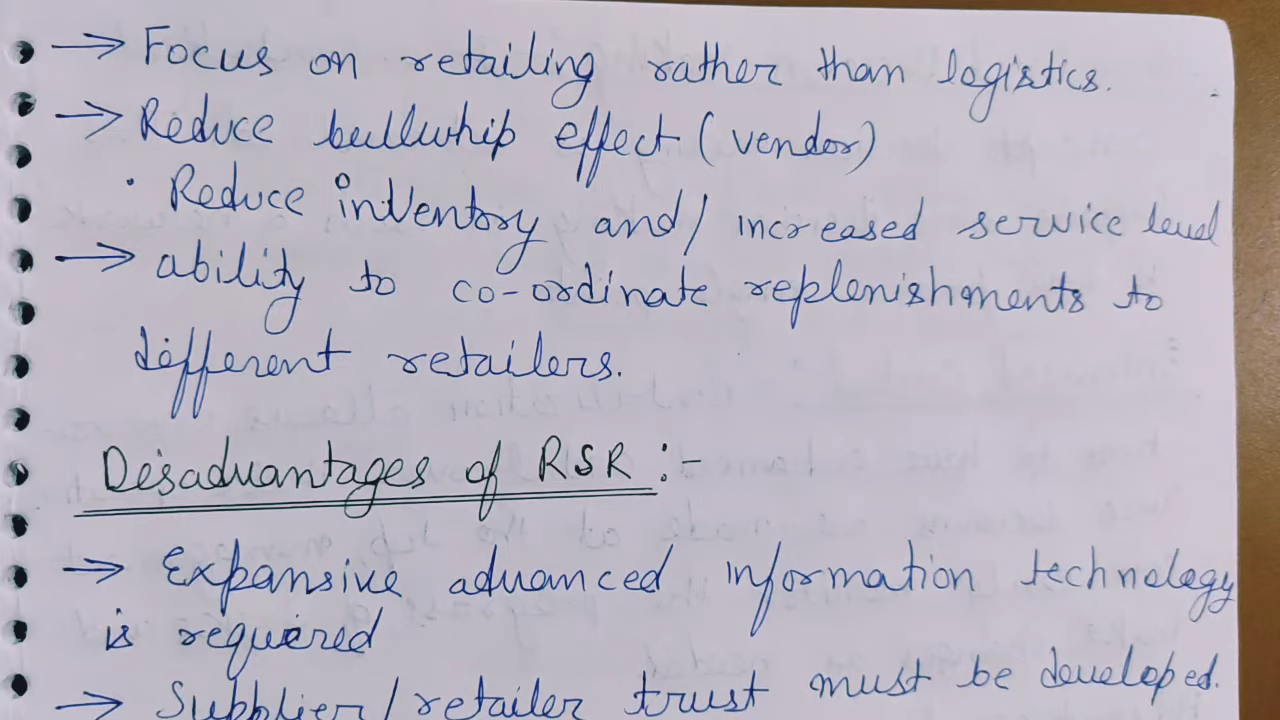 → Focus on retailing rather than logistics.
→ Reduce bullwhip effect (vendor)
· Reduce inventory and/ increased service level
→ ability to co-ordinate replenishments to
different retailers.
Disadvantages of RSR :-
→ Expansive advanced information technology
is required
→ Supplier/retailer trust must be developed.